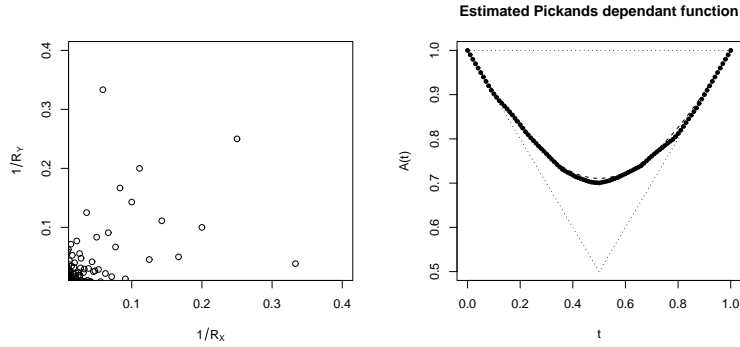 Estimated Pickands dependant function
0.4
0.3
0.2
0.1
1/R_Y
0.1 0.2 0.3 0.4
1/R_X
1.0
0.9
0.8
0.7
0.6
0.5
A(t)
0.0 0.2 0.4 0.6 0.8 1.0
t